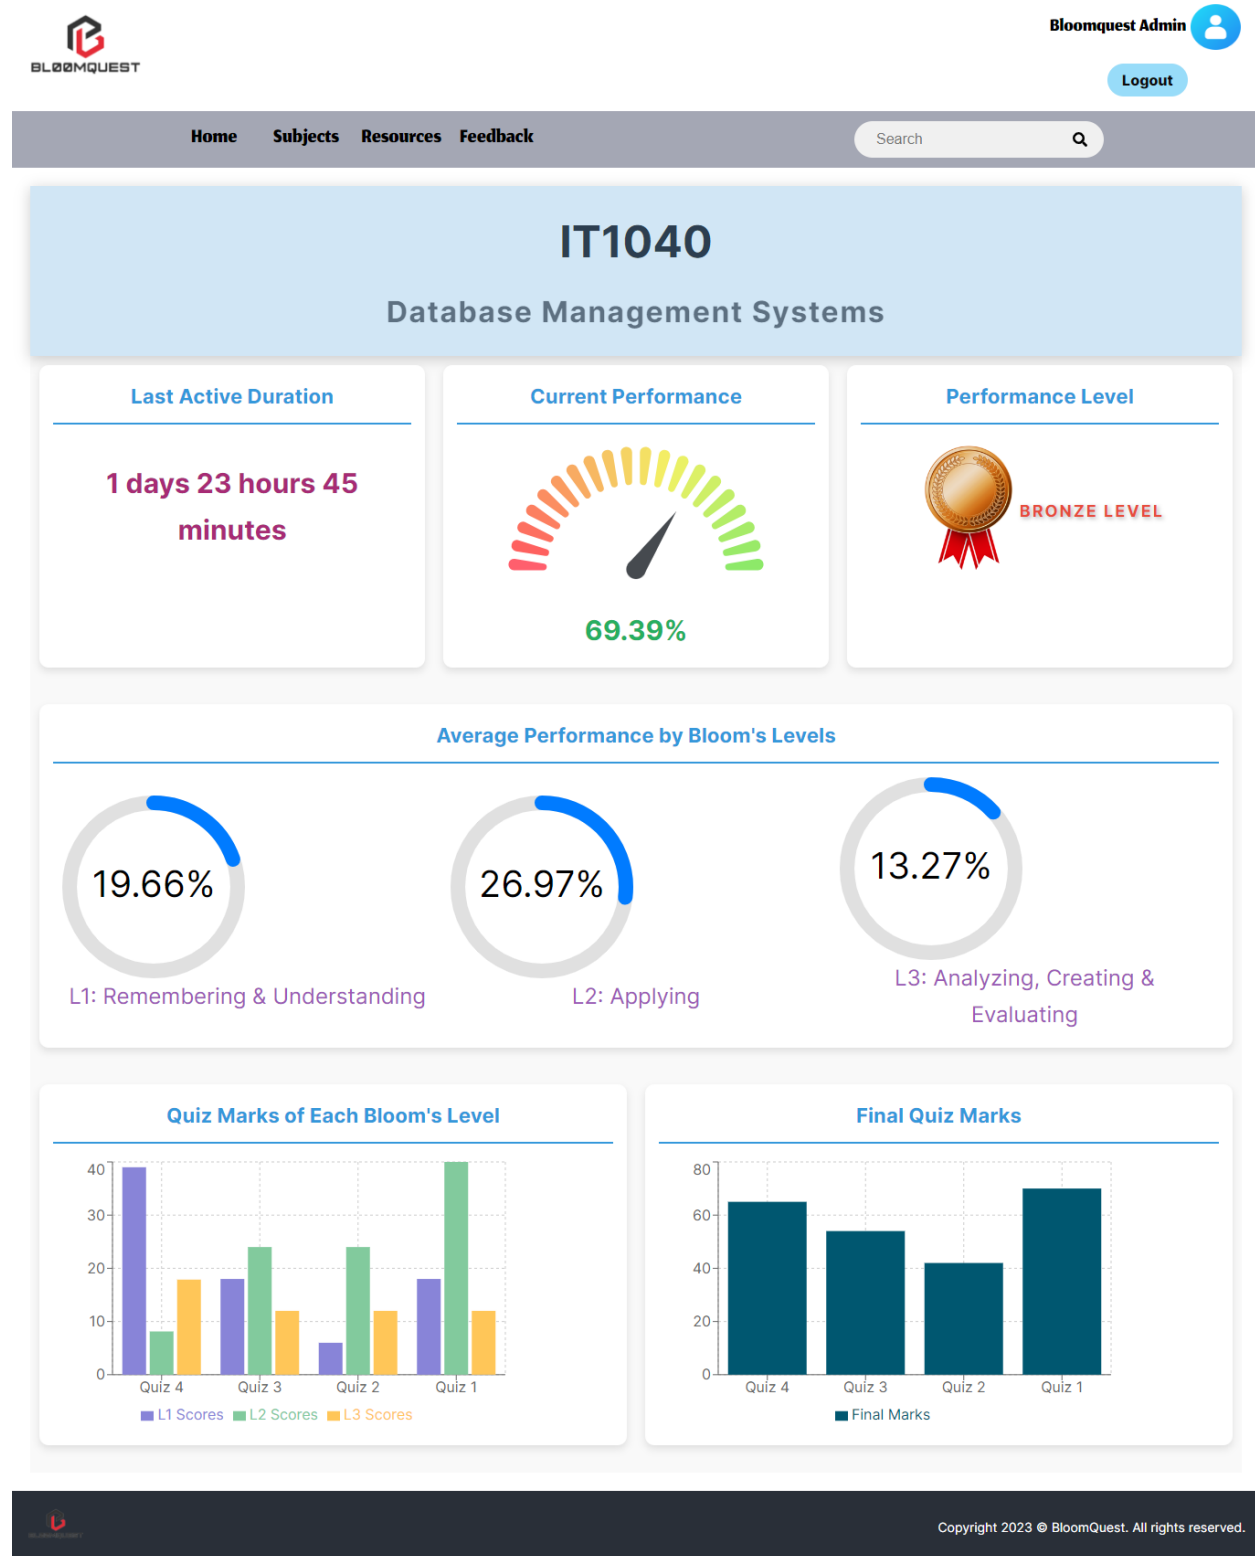 Bloomquest Admin
BLØØMQUEST
Logout
Home Subjects Resources Feedback
Search
IT1040
Database Management Systems
Last Active Duration
1 days 23 hours 45
minutes
Current Performance
69.39%
Performance Level
BRONZE LEVEL
Average Performance by Bloom's Levels
19.66%
L1: Remembering & Understanding
26.97%
L2: Applying
13.27%
L3: Analyzing, Creating &
Evaluating
Quiz Marks of Each Bloom's Level
40
30
20
10
0
Quiz 4 Quiz 3 Quiz 2 Quiz 1
L1 Scores L2 Scores L3 Scores
Final Quiz Marks
80
60
40
20
0
Quiz 4 Quiz 3 Quiz 2 Quiz 1
Final Marks
Copyright 2023 © BloomQuest. All rights reserved.